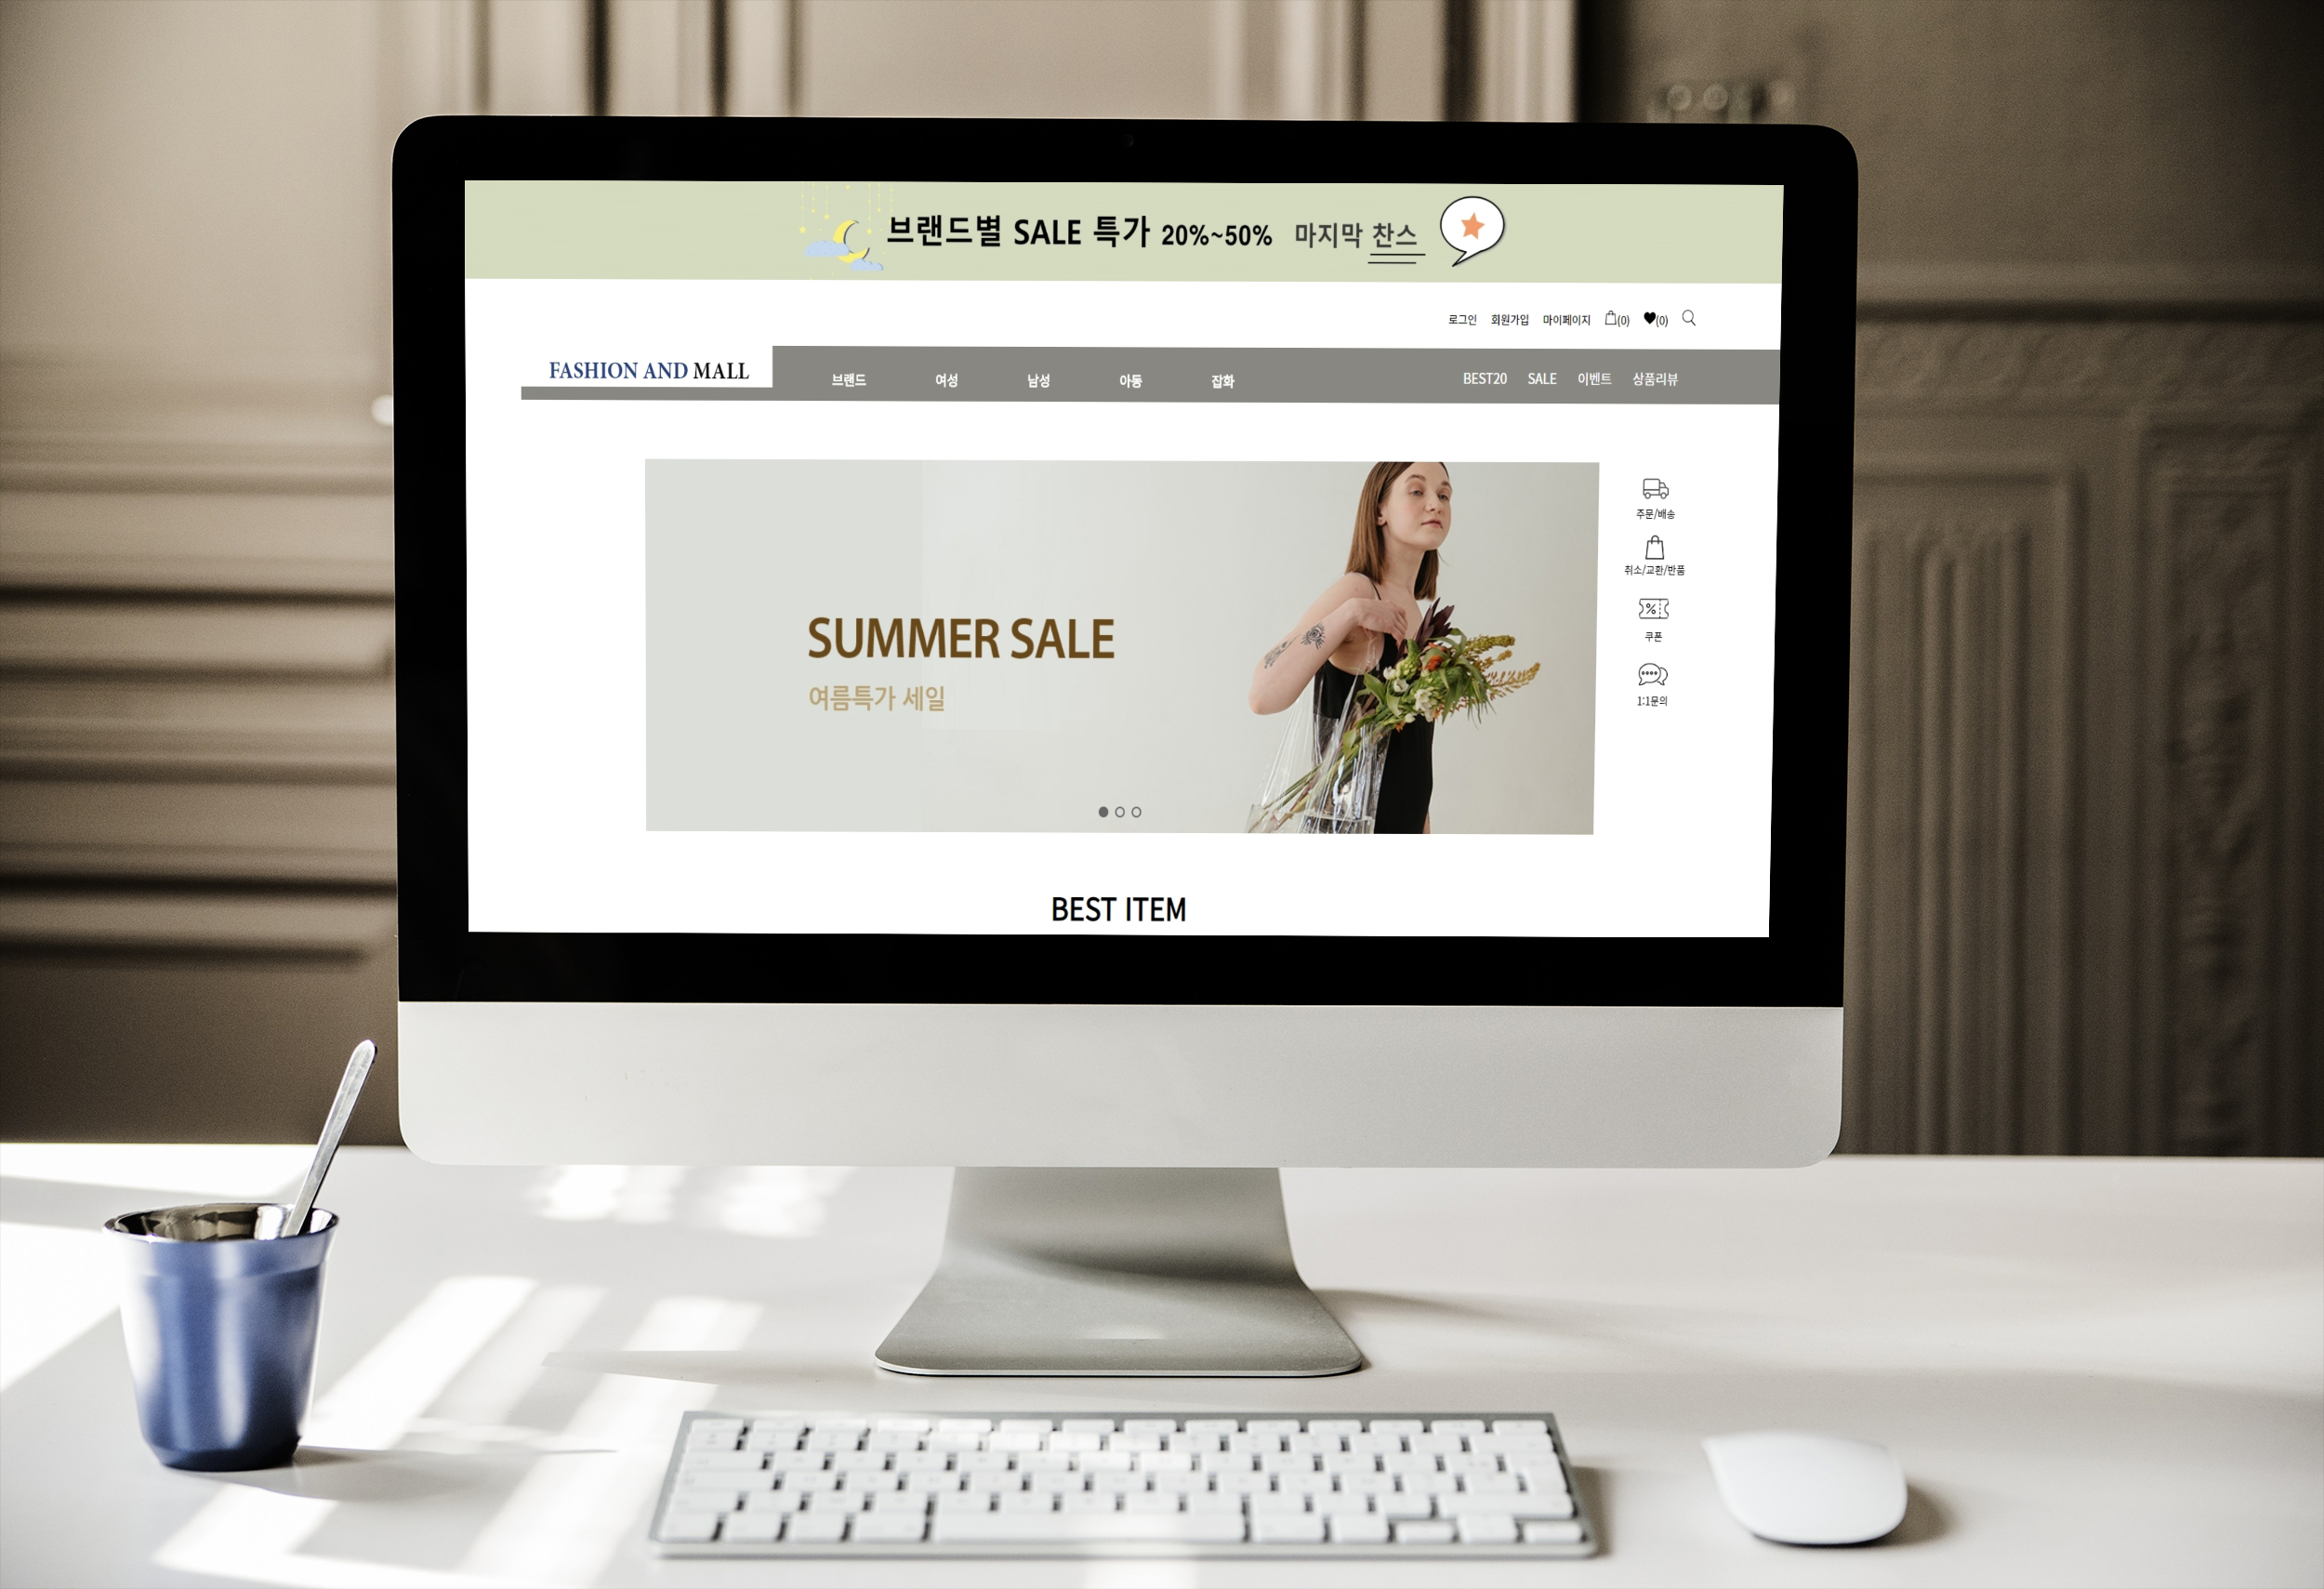 브랜드별 SALE 특가 20%~50% 마지막 찬스
로그인 회원가입 마이페이지 (0) (0)
FASHION AND MALL
브랜드 여성 남성 아동 잡화 BEST20 SALE 이벤트 상품리뷰
주문/배송
취소/교환/반품
%
쿠폰
1:1문의
SUMMER SALE
여름특가 세일
BEST ITEM